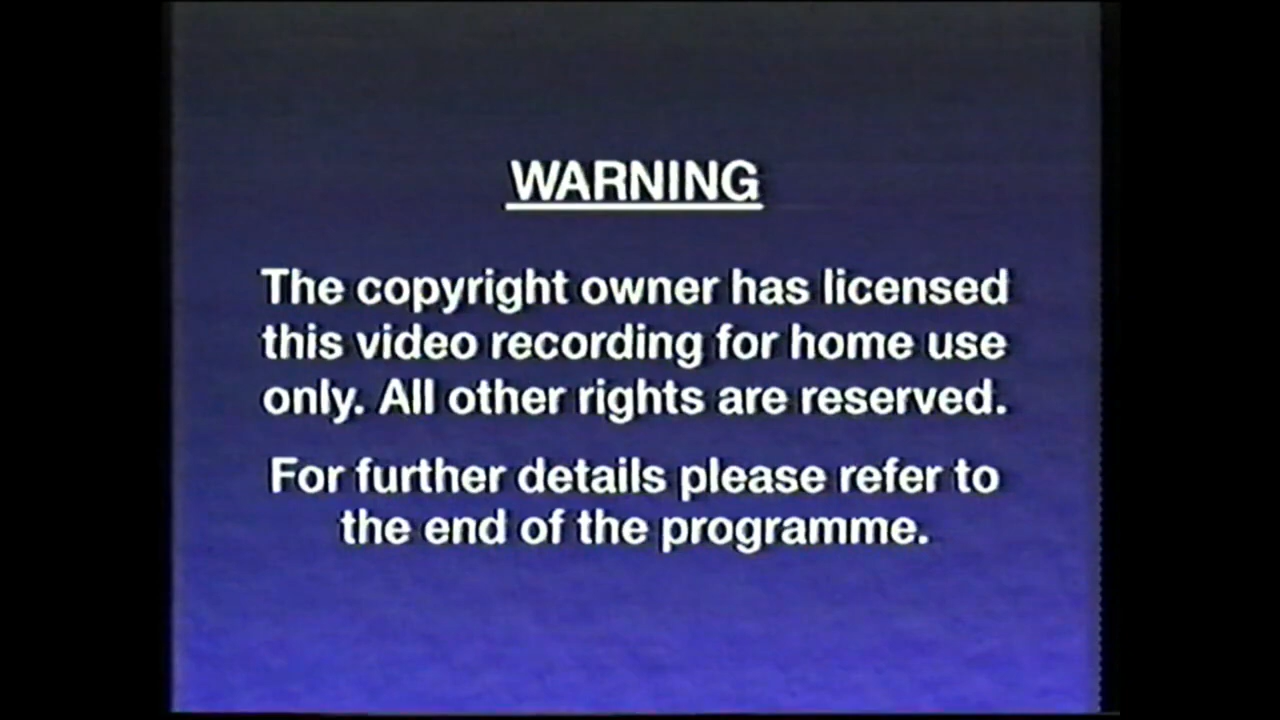 WARNING
The copyright owner has licensed
this video recording for home use
only. All other rights are reserved.
For further details please refer to
the end of the programme.